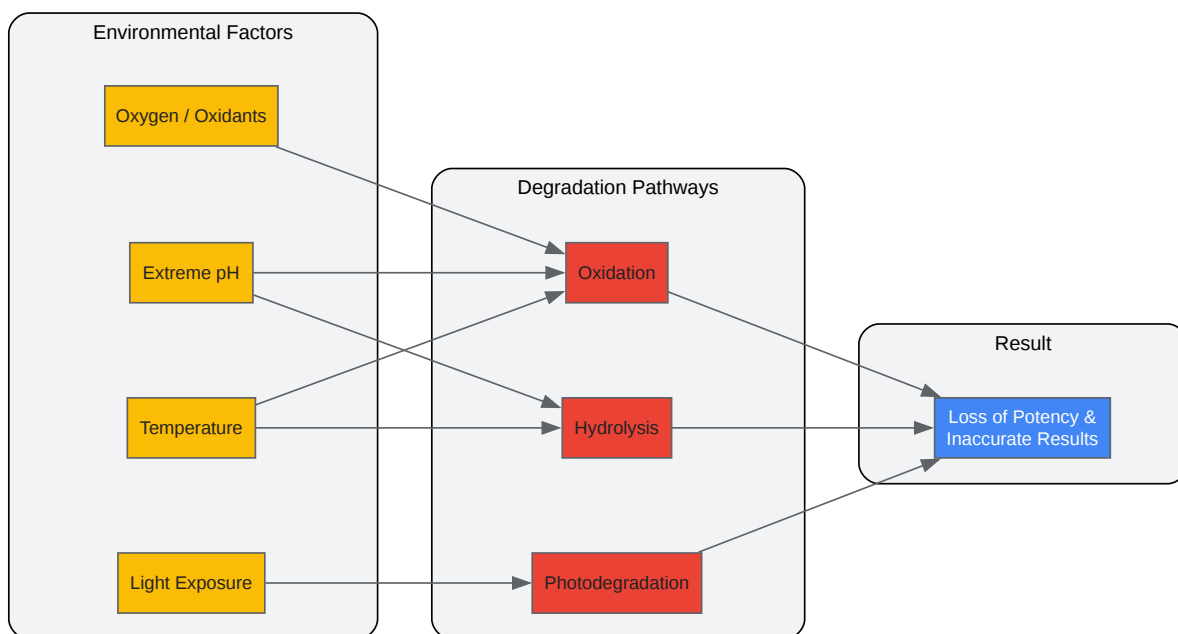 Environmental Factors
Oxygen / Oxidants
Extreme pH
Temperature
Light Exposure
Degradation Pathways
Oxidation
Hydrolysis
Photodegradation
Result
Loss of Potency &
Inaccurate Results